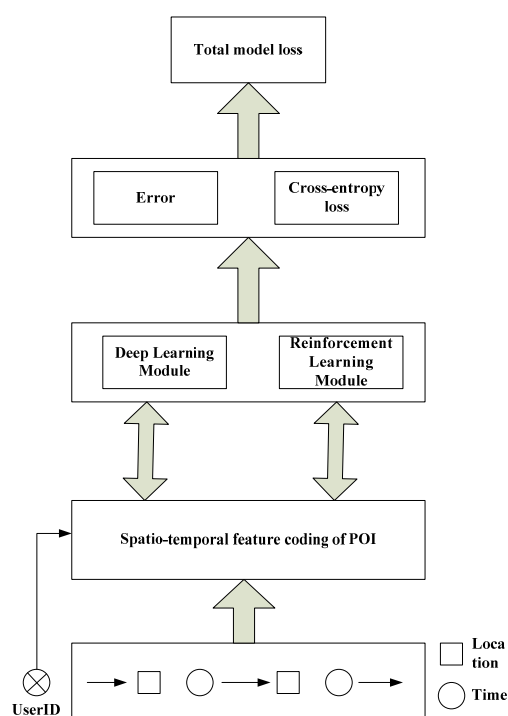 Total model loss
Error
Cross-entropy
loss
Deep Learning
Module
Reinforcement
Learning
Module
Spatio-temporal feature coding of POI
Loca
tion
Time
UserID